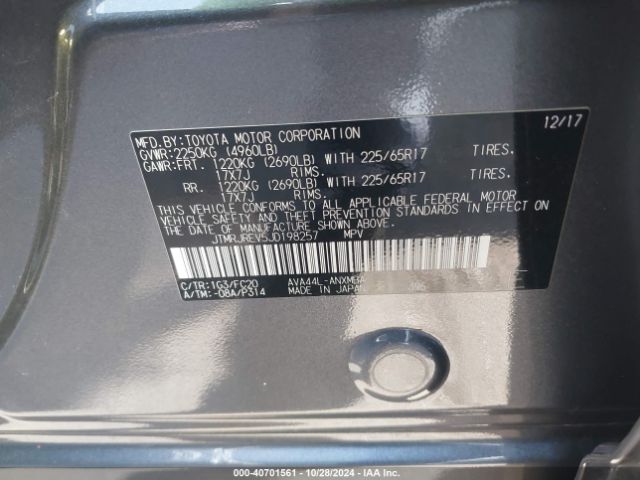 MFD.BY:TOYOTA MOTOR CORPORATION 12/17
GVWR:2250KG (4960LB)
GAWR:FRT. 1220KG (2690LB) WITH 225/65R17 TIRES.
17X7J RIMS.
RR. 1220KG (2690LB) WITH 225/65R17 TIRES.
17X7J RIMS.
THIS VEHICLE CONFORMS TO ALL APPLICABLE FEDERAL MOTOR
VEHICLE SAFETY AND THEFT PREVENTION STANDARDS IN EFFECT
ON THE DATE OF MANUFACTURE SHOWN ABOVE.
JTMRJREV5JD198257 MPV
C/TR:1G3/FC20 AVA44L-ANXMBA
A/TM:-08A/P314 MADE IN JAPAN
000-40701561 - 10/28/2024 - IAA Inc.